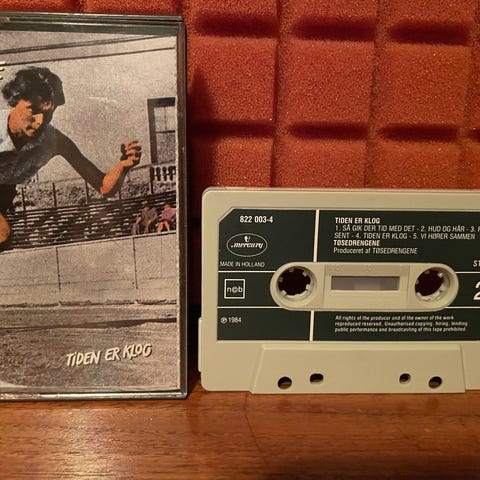 TIDEN ER KLOG
822 003-4
mercury
MADE IN HOLLAND
n©b
℗ 1984
TIDEN ER KLOG
1. SÅ GIK DER TID MED DET - 2. HUD OG HÅR - 3.
SENT - 4. TIDEN ER KLOG - 5. VI HØRER SAMMEN
TØSEDRENGENE
Produceret af TØSEDRENGENE
ST
2
All rights of the producer and of the owner of the work
reproduced reserved. Unauthorised copying, hiring, lending,
public performance and broadcasting of this tape prohibited